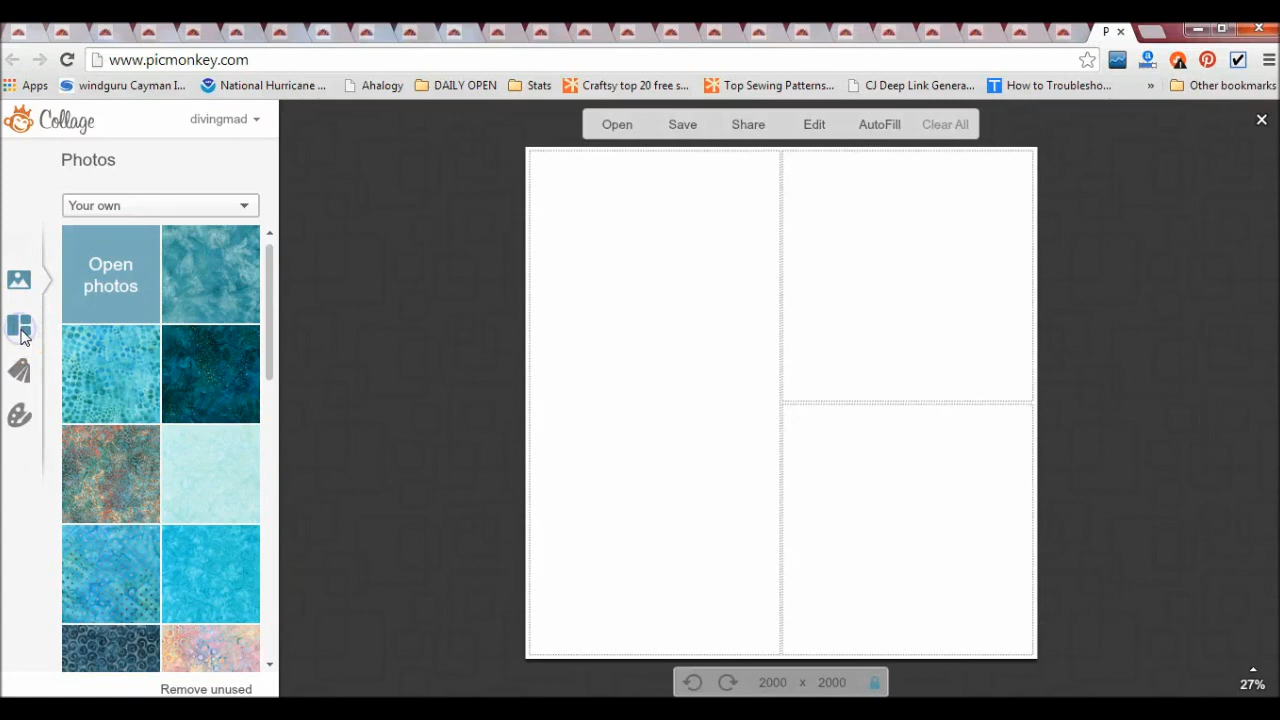 P
www.picmonkey.com
Apps windguru Cayman I... National Hurricane ... Ahalogy DAILY OPEN Stats Craftsy top 20 free s... Top Sewing Patterns... CJ Deep Link Genera... How to Troublesho... » Other bookmarks
Collage divingmad
Open Save Share Edit AutoFill Clear All
Photos
Your own
Open
photos
Remove unused
2000 x 2000
27%